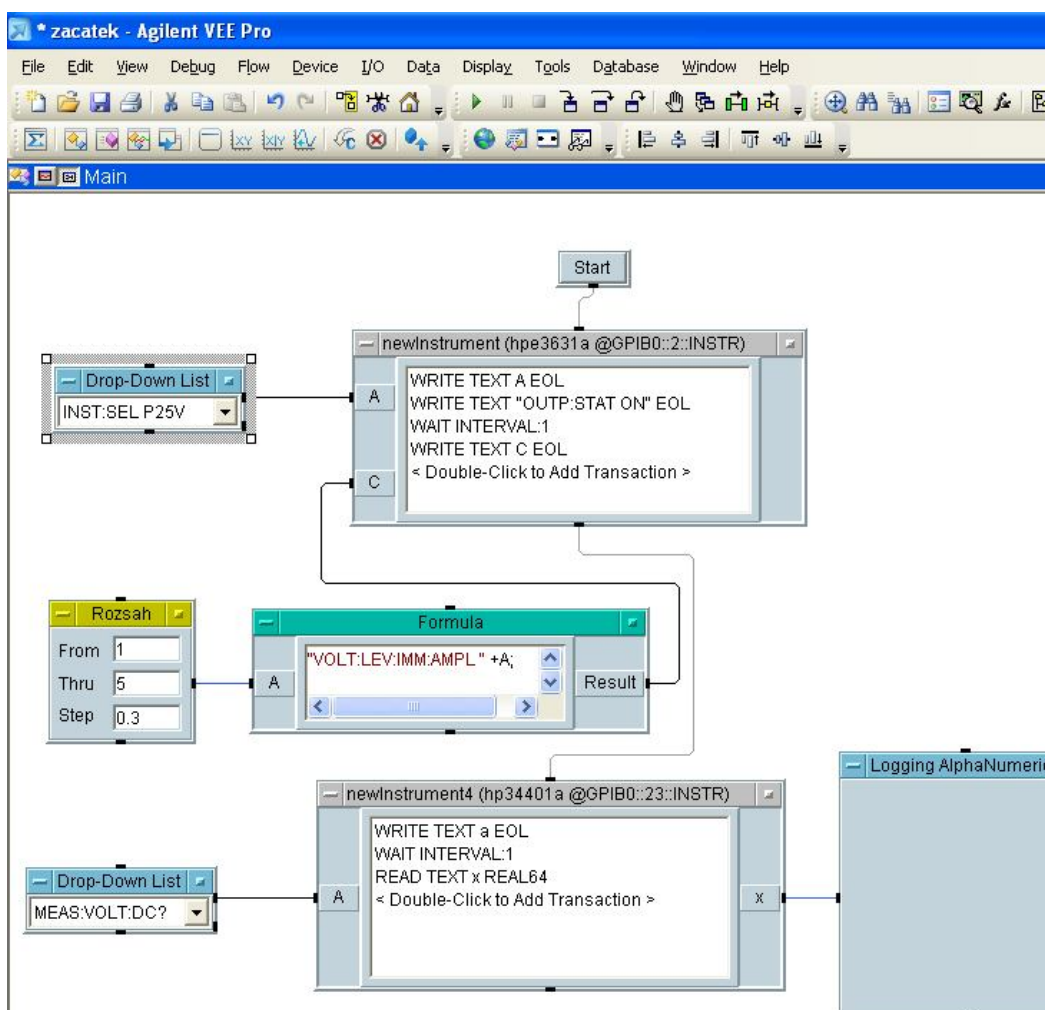 * zacatek - Agilent VEE Pro
File Edit View Debug Flow Device I/O Data Display Tools Database Window Help
Main
Start
newInstrument (hpe3631a @GPIB0::2::INSTR)
Drop-Down List
INST:SEL P25V
A
WRITE TEXT A EOL
WRITE TEXT "OUTP:STAT ON" EOL
WAIT INTERVAL:1
WRITE TEXT C EOL
< Double-Click to Add Transaction >
C
Rozsah
From 1
Thru 5
Step 0.3
Formula
A
"VOLT:LEV:IMM:AMPL " +A;
Result
newInstrument4 (hp34401a @GPIB0::23::INSTR)
Logging AlphaNumeric
WRITE TEXT a EOL
WAIT INTERVAL:1
READ TEXT x REAL64
< Double-Click to Add Transaction >
Drop-Down List
MEAS:VOLT:DC?
A
x